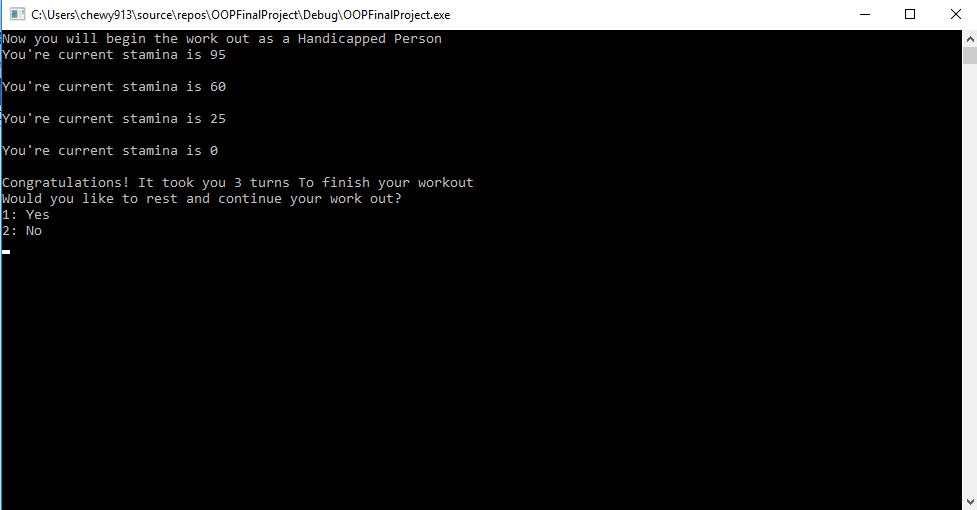 C:\Users\chewy913\source\repos\OOPFinalProject\Debug\OOPFinalProject.exe
Now you will begin the work out as a Handicapped Person
You're current stamina is 95
You're current stamina is 60
You're current stamina is 25
You're current stamina is 0
Congratulations! It took you 3 turns To finish your workout
Would you like to rest and continue your work out?
1: Yes
2: No